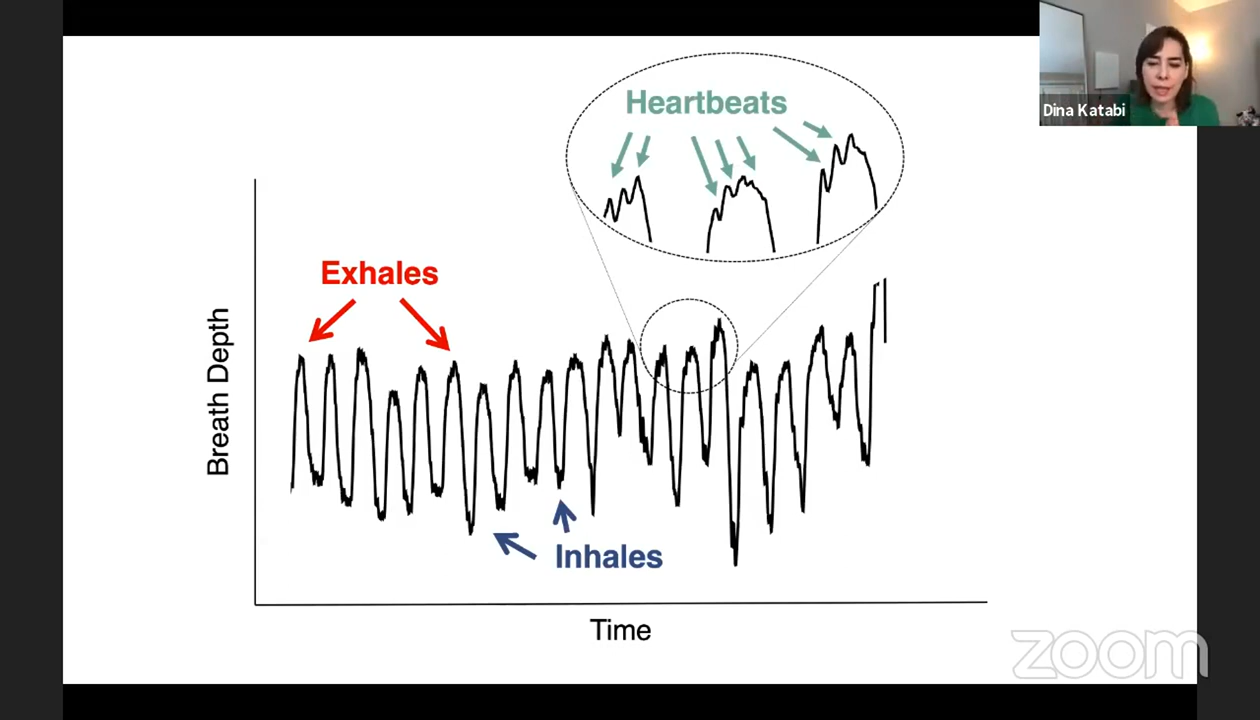 Dina Katabi
Heartbeats
Exhales
Breath Depth
Inhales
Time
zoom